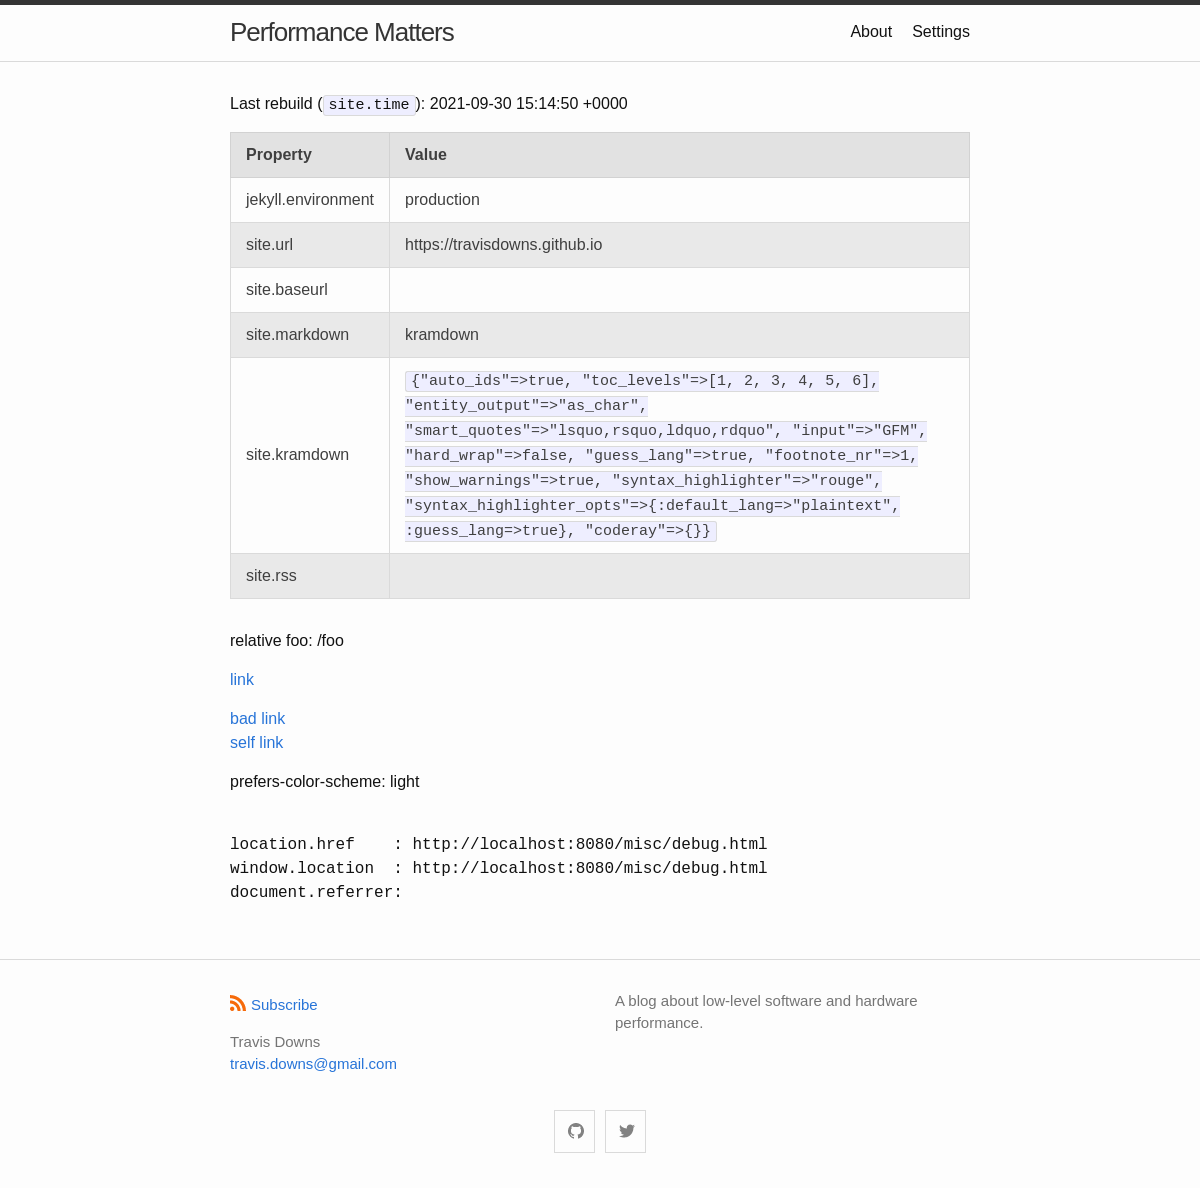 Performance Matters
About Settings
Last rebuild (site.time): 2021-09-30 15:14:50 +0000
Property Value
jekyll.environment production
site.url https://travisdowns.github.io
site.baseurl
site.markdown kramdown
site.kramdown
{"auto_ids"=>true, "toc_levels"=>[1, 2, 3, 4, 5, 6],
"entity_output"=>"as_char",
"smart_quotes"=>"lsquo,rsquo,ldquo,rdquo", "input"=>"GFM",
"hard_wrap"=>false, "guess_lang"=>true, "footnote_nr"=>1,
"show_warnings"=>true, "syntax_highlighter"=>"rouge",
"syntax_highlighter_opts"=>{:default_lang=>"plaintext",
:guess_lang=>true}, "coderay"=>{}}
site.rss
relative foo: /foo
link
bad link
self link
prefers-color-scheme: light
location.href    : http://localhost:8080/misc/debug.html
window.location  : http://localhost:8080/misc/debug.html
document.referrer:
Subscribe
Travis Downs
travis.downs@gmail.com
A blog about low-level software and hardware
performance.